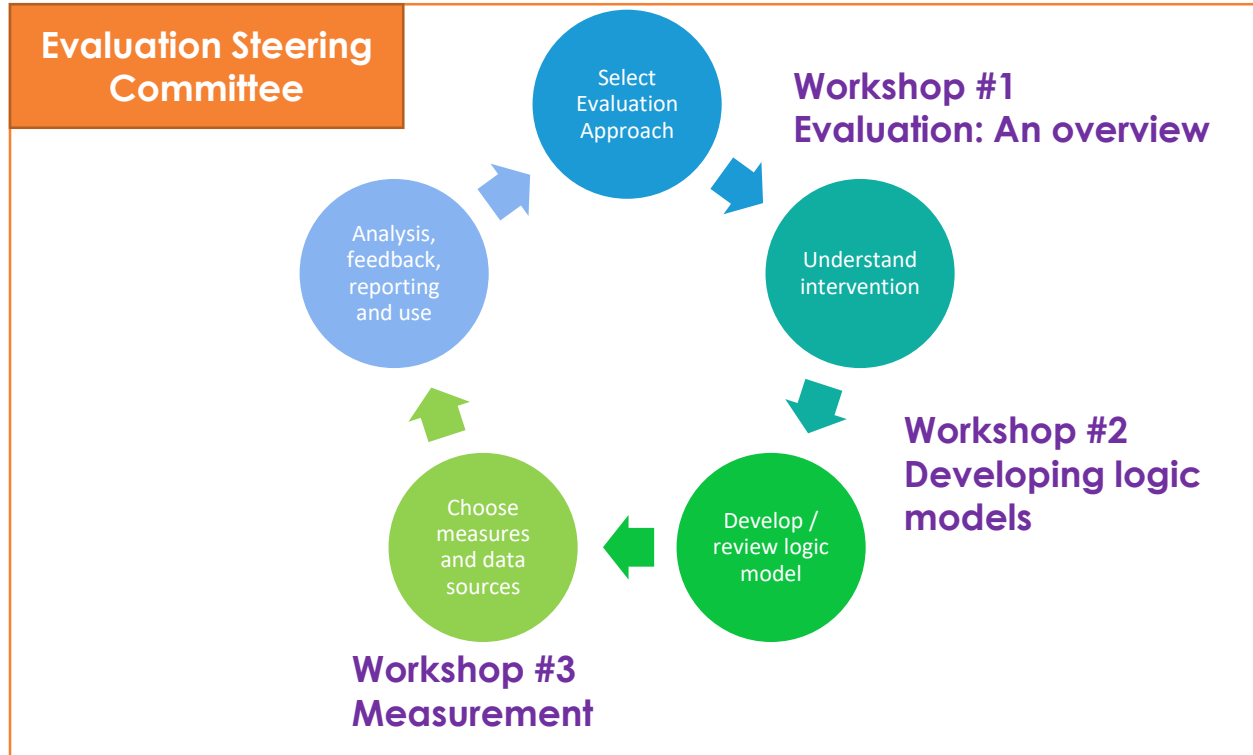 Evaluation Steering
Committee
Select
Evaluation
Approach
Workshop #1
Evaluation: An overview
Understand
intervention
Workshop #2
Developing logic
models
Develop /
review logic
model
Choose
measures
and data
sources
Workshop #3
Measurement
Analysis,
feedback,
reporting
and use